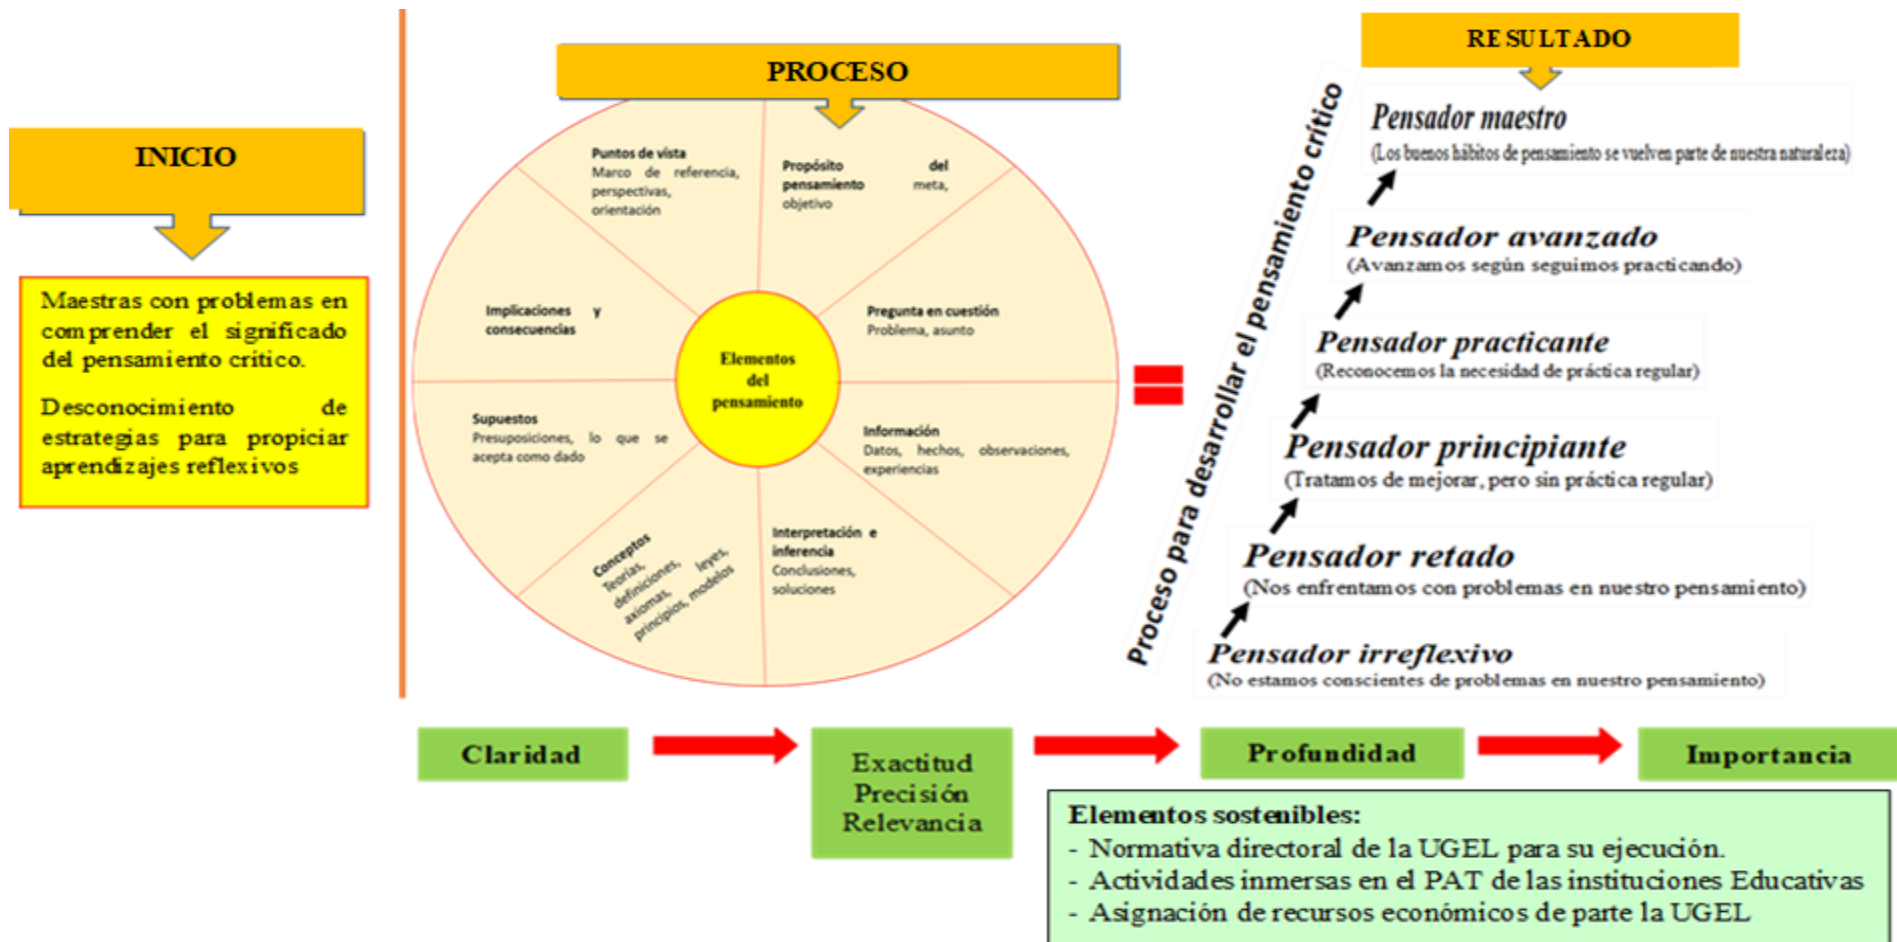 INICIO
Maestras con problemas en
comprender el significado
del pensamiento critico.
Desconocimiento de
estrategias para propiciar
aprendizajes reflexivos
PROCESO
Puntos de vista
Marco de referencia,
perspectivas,
orientación
Propósito del
pensamiento meta,
objetivo
Implicaciones y
consecuencias
Pregunta en cuestión
Problema, asunto
Elementos
del
pensamiento
Supuestos
Presuposiciones, lo que se
acepta como dado
Información
Datos, hechos, observaciones,
experiencias
Conceptos
Teorías,
definiciones,
axiomas, leyes,
principios, modelos
Interpretación e
inferencia
Conclusiones,
soluciones
Proceso para desarrollar el pensamiento crítico
RESULTADO
Pensador maestro
(Los buenos hábitos de pensamiento se vuelven parte de nuestra naturaleza)
Pensador avanzado
(Avanzamos según seguimos practicando)
Pensador practicante
(Reconocemos la necesidad de práctica regular)
Pensador principiante
(Tratamos de mejorar, pero sin práctica regular)
Pensador retado
(Nos enfrentamos con problemas en nuestro pensamiento)
Pensador irreflexivo
(No estamos conscientes de problemas en nuestro pensamiento)
Claridad
Exactitud
Precisión
Relevancia
Profundidad
Importancia
Elementos sostenibles:
- Normativa directoral de la UGEL para su ejecución.
- Actividades inmersas en el PAT de las instituciones Educativas
- Asignación de recursos económicos de parte la UGEL